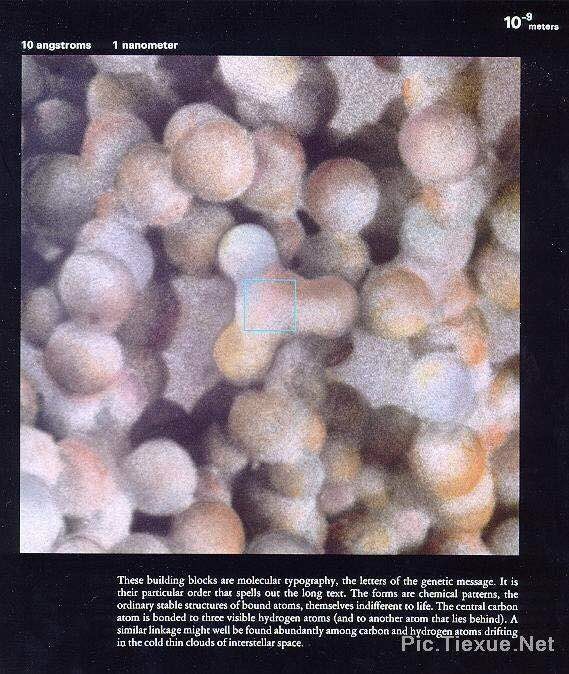 10⁻⁹ meters
10 angstroms 1 nanometer
These building blocks are molecular typography, the letters of the genetic message. It is
their particular order that spells out the long text. The forms are chemical patterns, the
ordinary stable structures of bound atoms, themselves indifferent to life. The central carbon
atom is bonded to three visible hydrogen atoms (and to another atom that lies behind). A
similar linkage might well be found abundantly among carbon and hydrogen atoms drifting
in the cold thin clouds of interstellar space.
Pic.Tiexue.Net